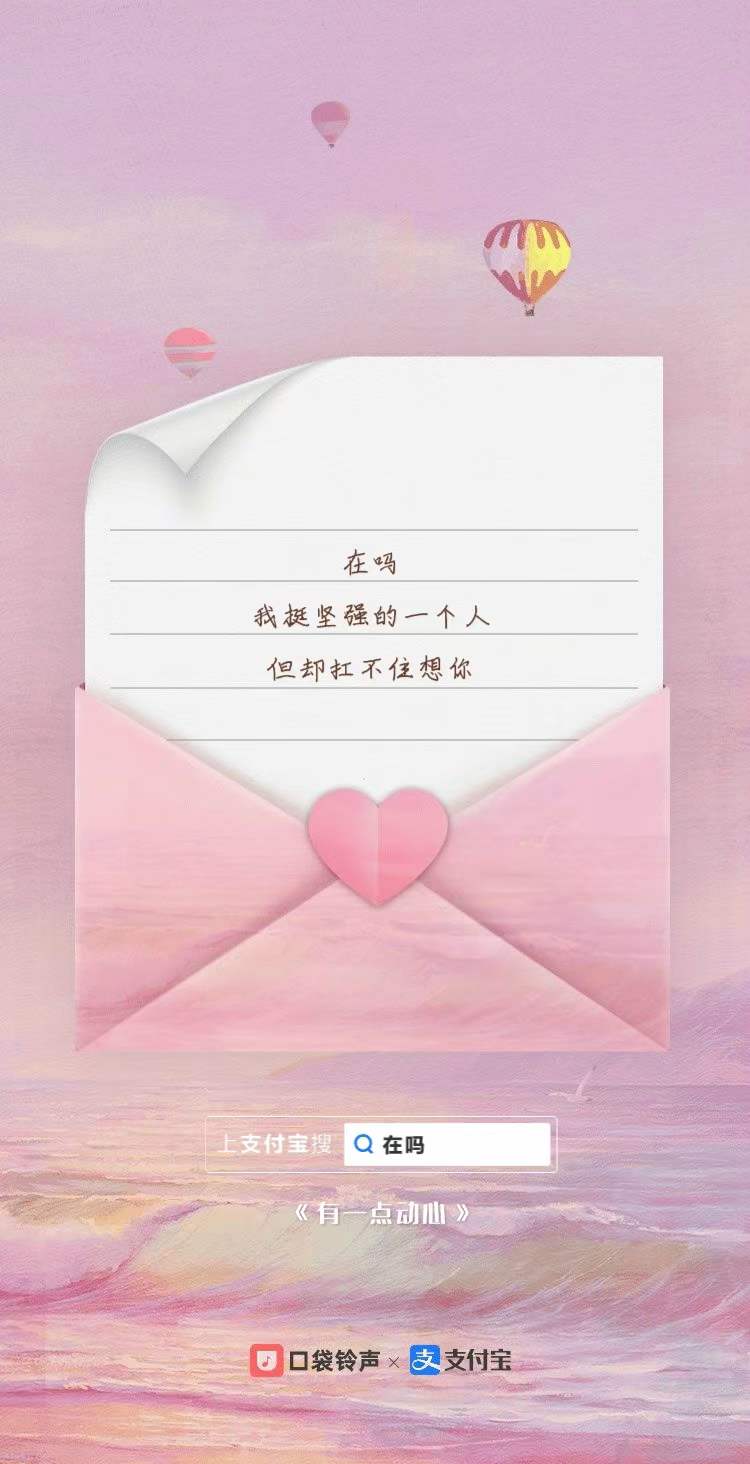 在吗
我挺坚强的一个人
但却扛不住想你
上支付宝搜 在吗
《有一点动心》
口袋铃声 × 支 支付宝